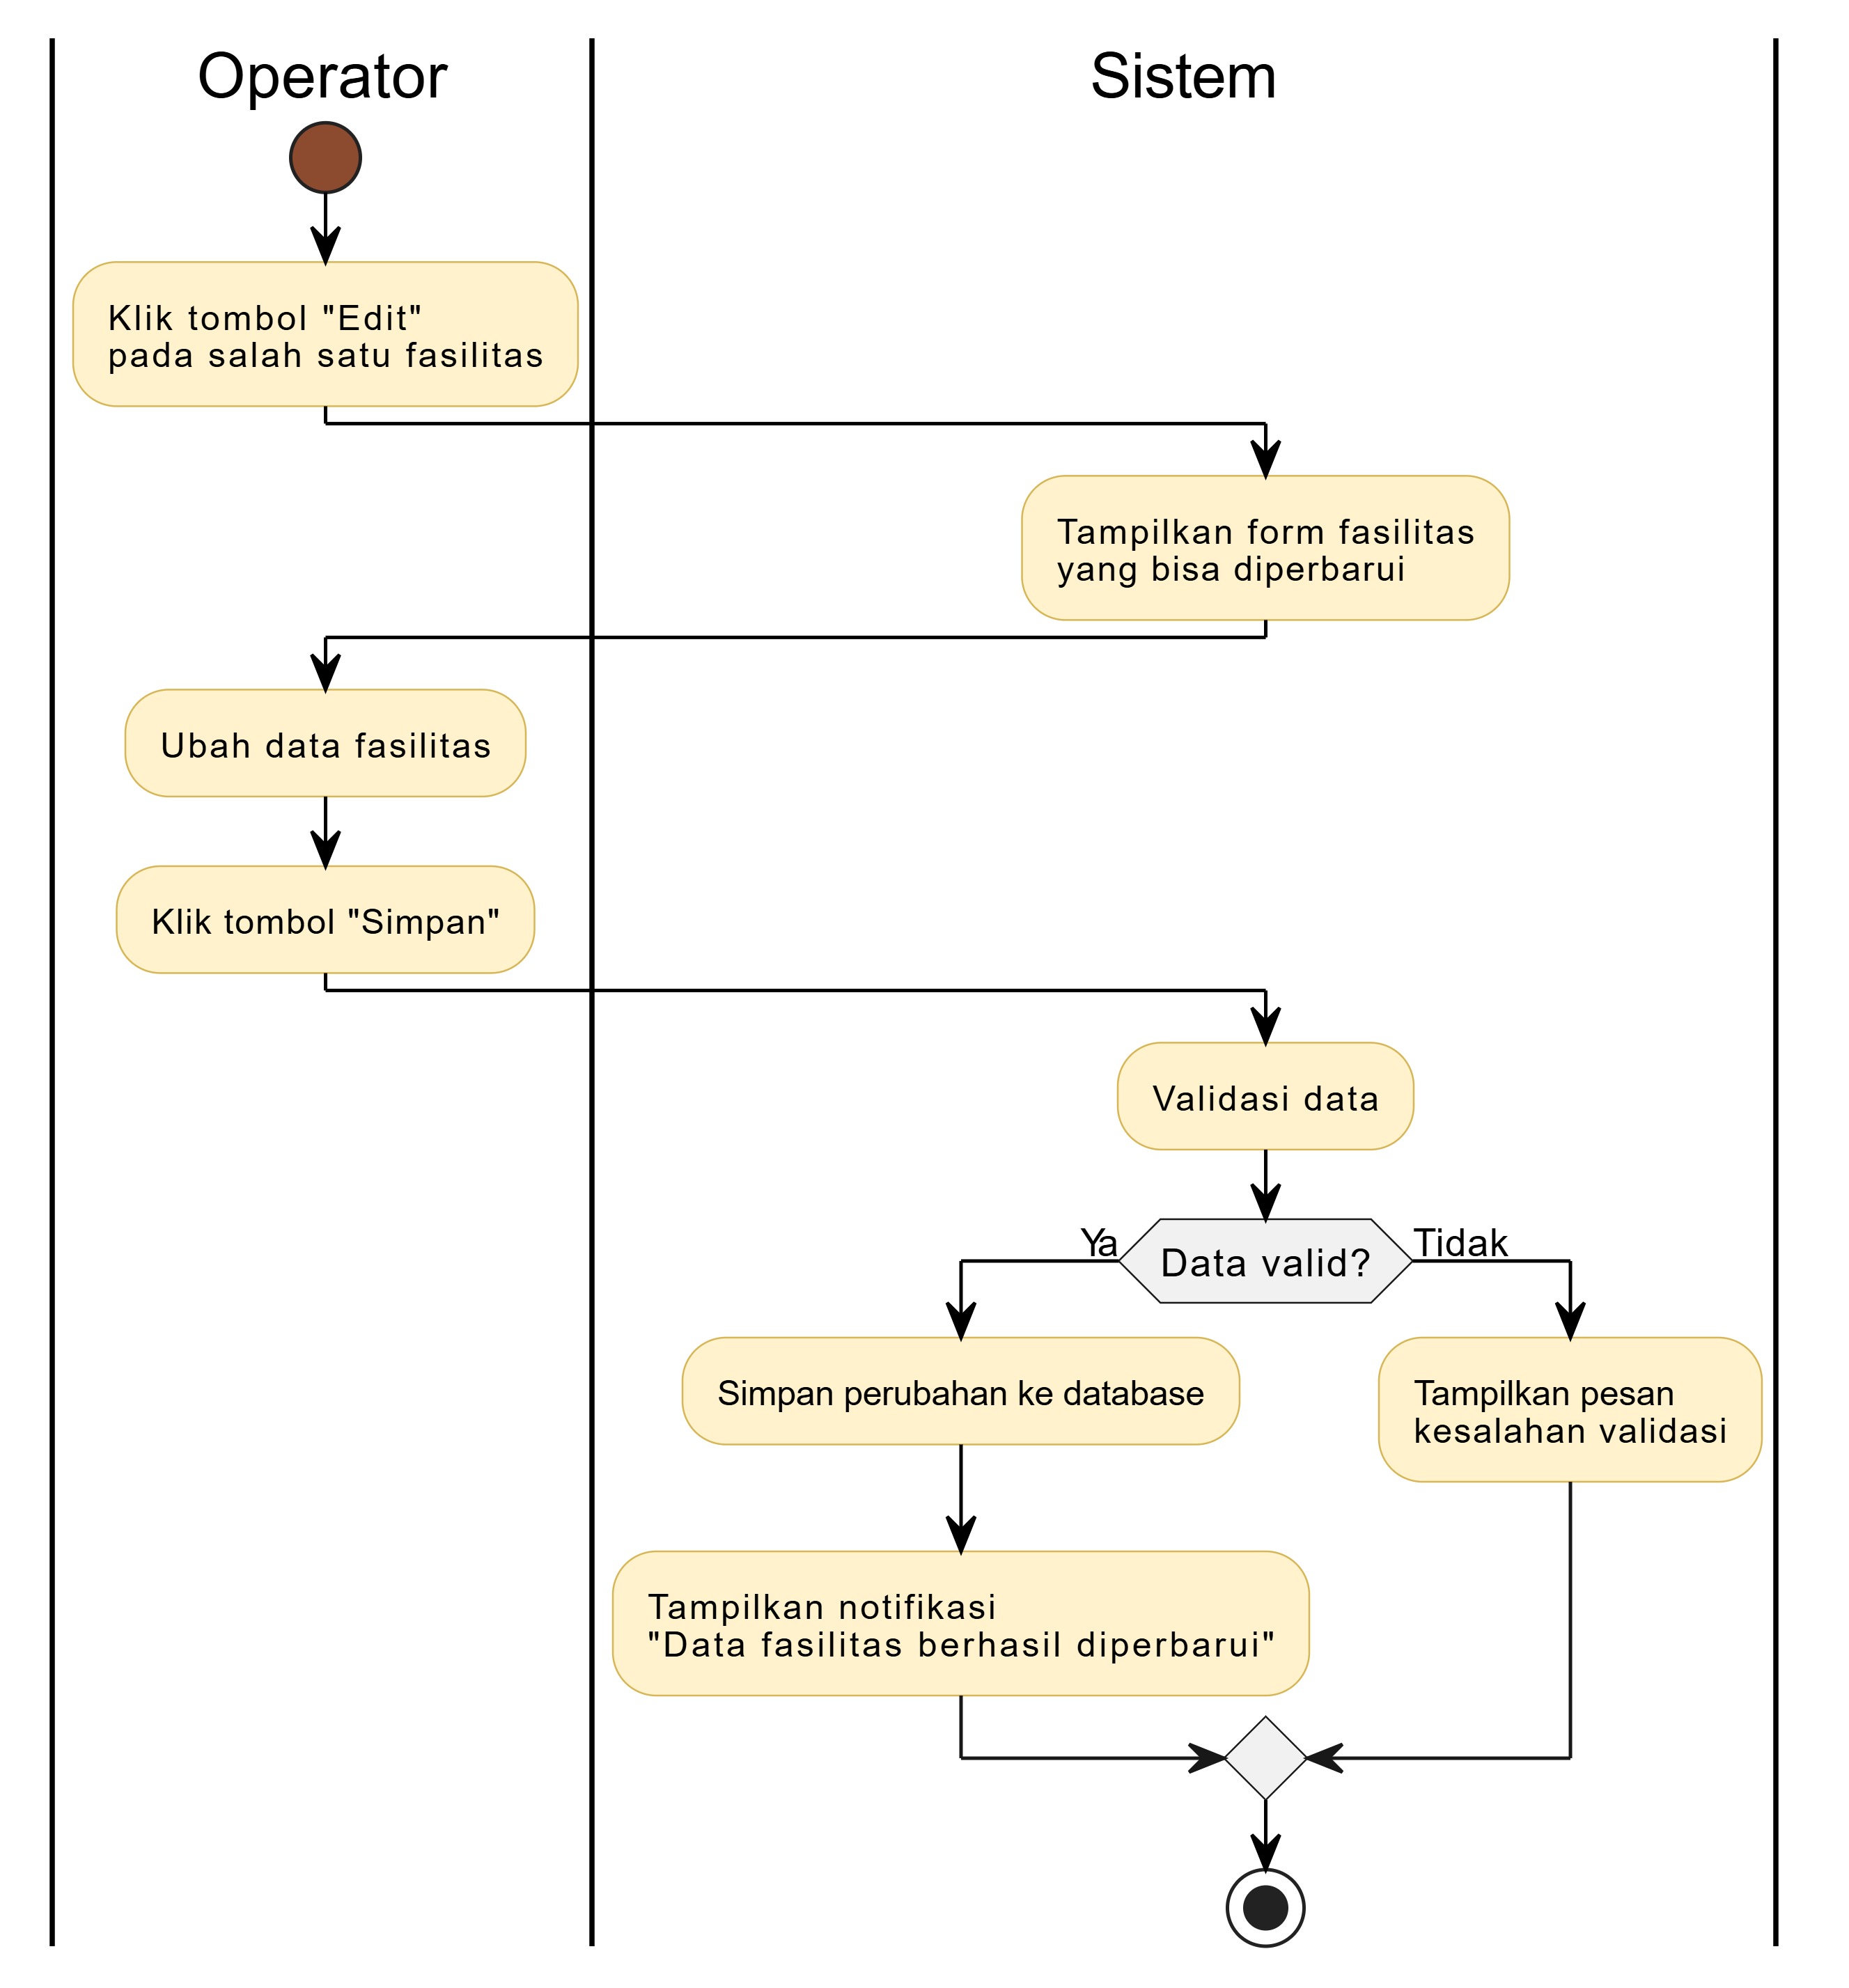 Operator
Sistem
Klik tombol "Edit"
pada salah satu fasilitas
Tampilkan form fasilitas
yang bisa diperbarui
Ubah data fasilitas
Klik tombol "Simpan"
Validasi data
Ya
Data valid?
Tidak
Simpan perubahan ke database
Tampilkan pesan
kesalahan validasi
Tampilkan notifikasi
"Data fasilitas berhasil diperbarui"